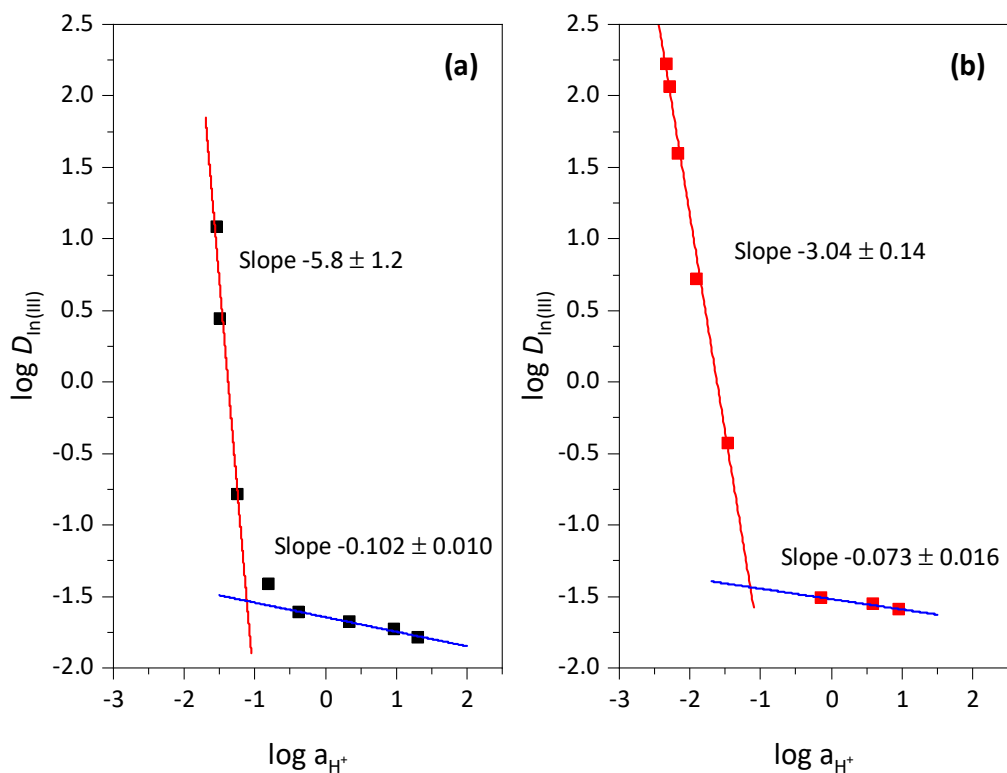 (a)
2.5
2.0
1.5
1.0
0.5
0.0
-0.5
-1.0
-1.5
-2.0
log D_In(III)
Slope -5.8 ± 1.2
Slope -0.102 ± 0.010
-3 -2 -1 0 1 2
log a_H⁺
(b)
2.5
2.0
1.5
1.0
0.5
0.0
-0.5
-1.0
-1.5
-2.0
log D_In(III)
Slope -3.04 ± 0.14
Slope -0.073 ± 0.016
-3 -2 -1 0 1 2
log a_H⁺